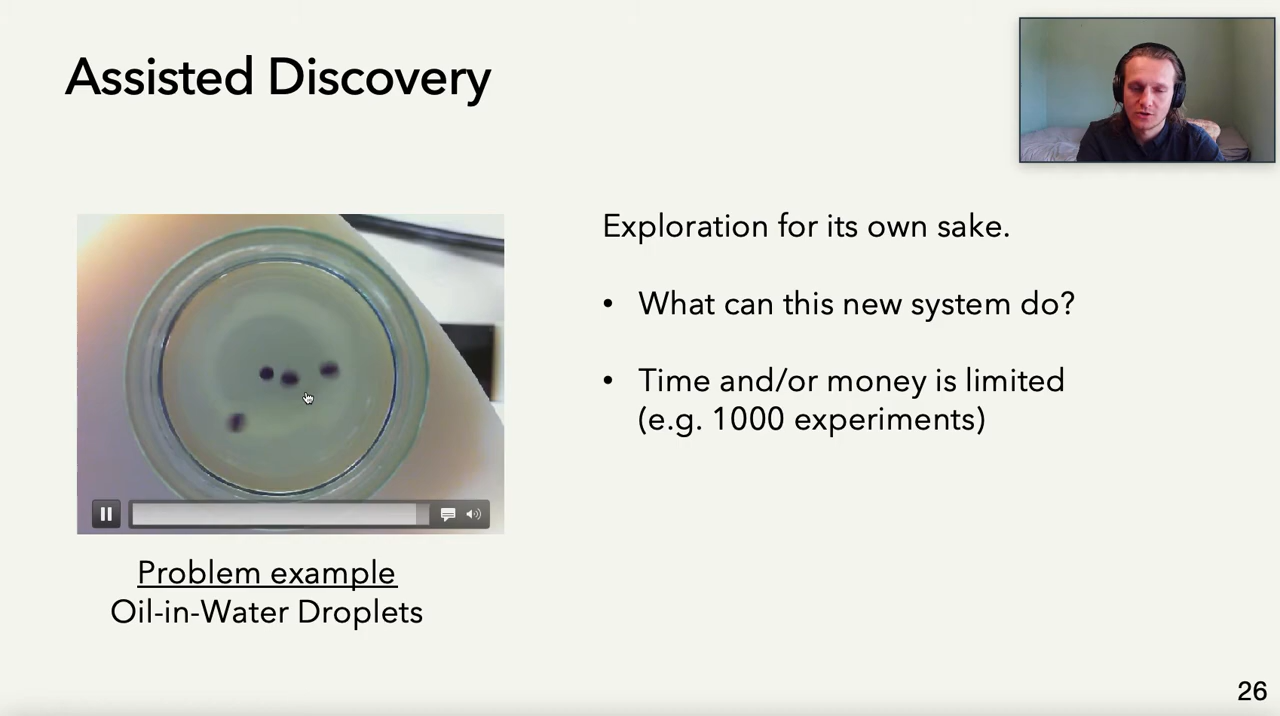 Assisted Discovery
Exploration for its own sake.
• What can this new system do?
• Time and/or money is limited
(e.g. 1000 experiments)
Problem example
Oil-in-Water Droplets
26